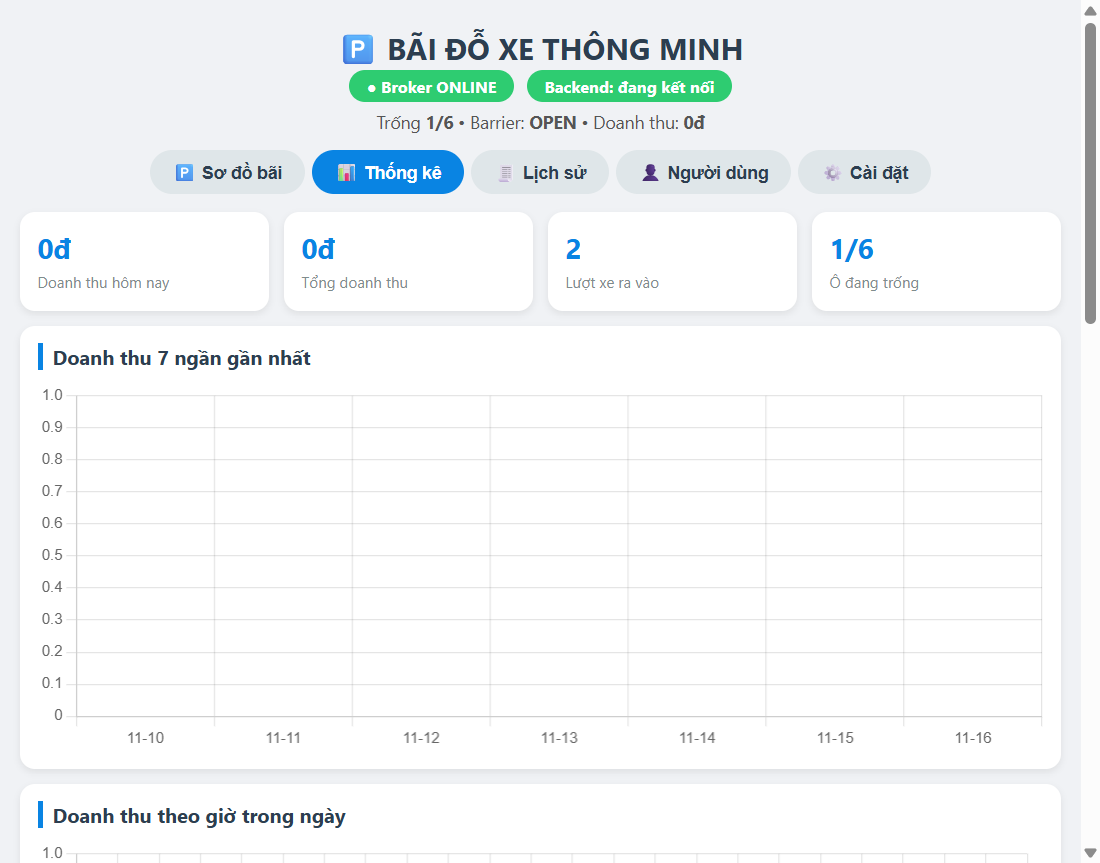 P BÃI ĐỖ XE THÔNG MINH
● Broker ONLINE Backend: đang kết nối
Trống 1/6 • Barrier: OPEN • Doanh thu: 0đ
P Sơ đồ bãi Thống kê Lịch sử Người dùng Cài đặt
0đ 0đ 2 1/6
Doanh thu hôm nay Tổng doanh thu Lượt xe ra vào Ô đang trống
Doanh thu 7 ngần gần nhất
1.0
0.9
0.8
0.7
0.6
0.5
0.4
0.3
0.2
0.1
0
11-10 11-11 11-12 11-13 11-14 11-15 11-16
Doanh thu theo giờ trong ngày
1.0